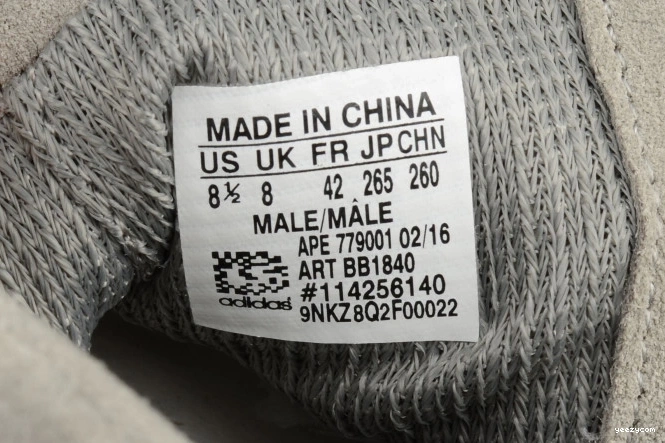 MADE IN CHINA
US UK FR JP CHN
8½ 8 42 265 260
MALE/MÂLE
APE 779001 02/16
ART BB1840
#114256140
adidas
9NKZ8Q2F00022
yeezycom